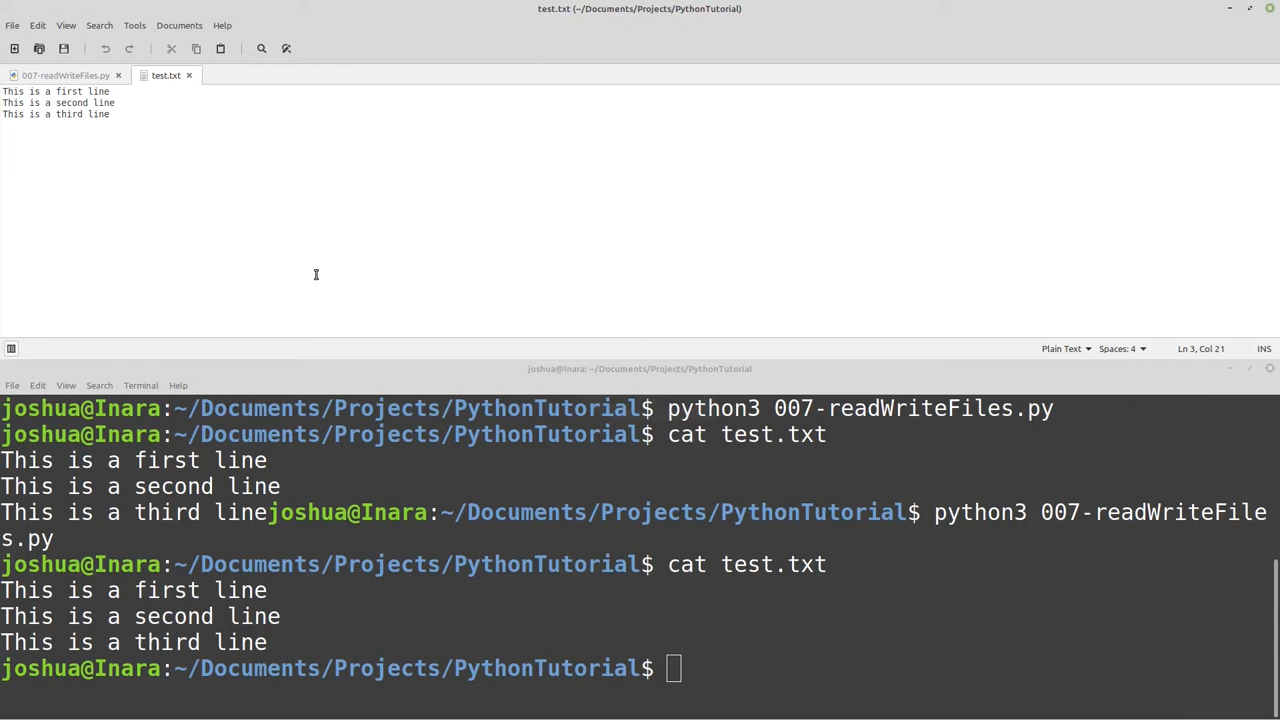 test.txt (~/Documents/Projects/PythonTutorial)
File Edit View Search Tools Documents Help
007-readWriteFiles.py test.txt
This is a first line
This is a second line
This is a third line
Plain Text Spaces: 4 Ln 3, Col 21 INS
joshua@Inara: ~/Documents/Projects/PythonTutorial
File Edit View Search Terminal Help
joshua@Inara:~/Documents/Projects/PythonTutorial$ python3 007-readWriteFiles.py
joshua@Inara:~/Documents/Projects/PythonTutorial$ cat test.txt
This is a first line
This is a second line
This is a third linejoshua@Inara:~/Documents/Projects/PythonTutorial$ python3 007-readWriteFile
s.py
joshua@Inara:~/Documents/Projects/PythonTutorial$ cat test.txt
This is a first line
This is a second line
This is a third line
joshua@Inara:~/Documents/Projects/PythonTutorial$